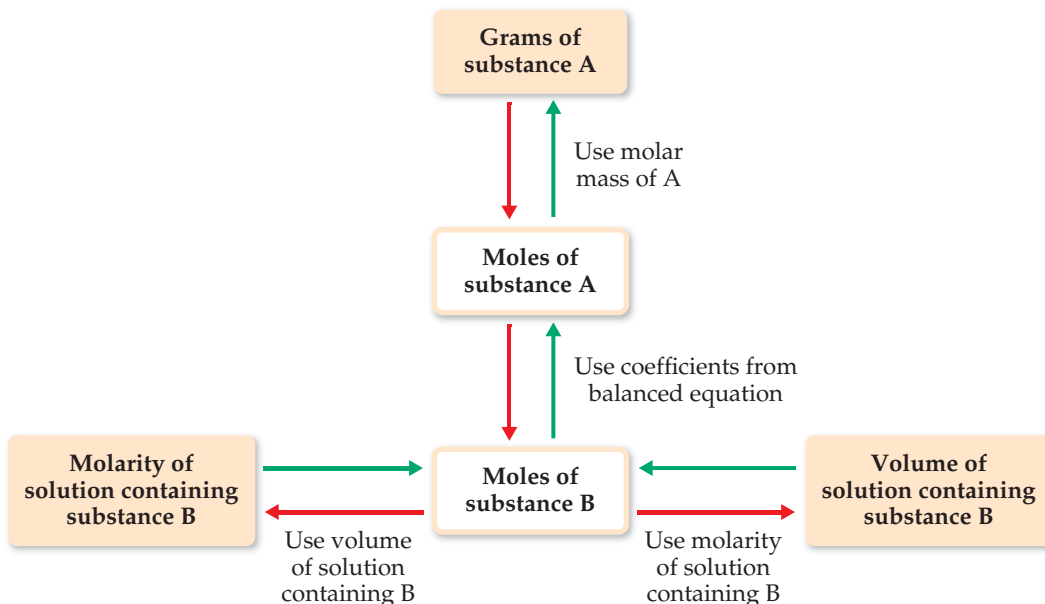 Grams of
substance A
Use molar
mass of A
Moles of
substance A
Use coefficients from
balanced equation
Molarity of
solution containing
substance B
Moles of
substance B
Volume of
solution containing
substance B
Use volume
of solution
containing B
Use molarity
of solution
containing B